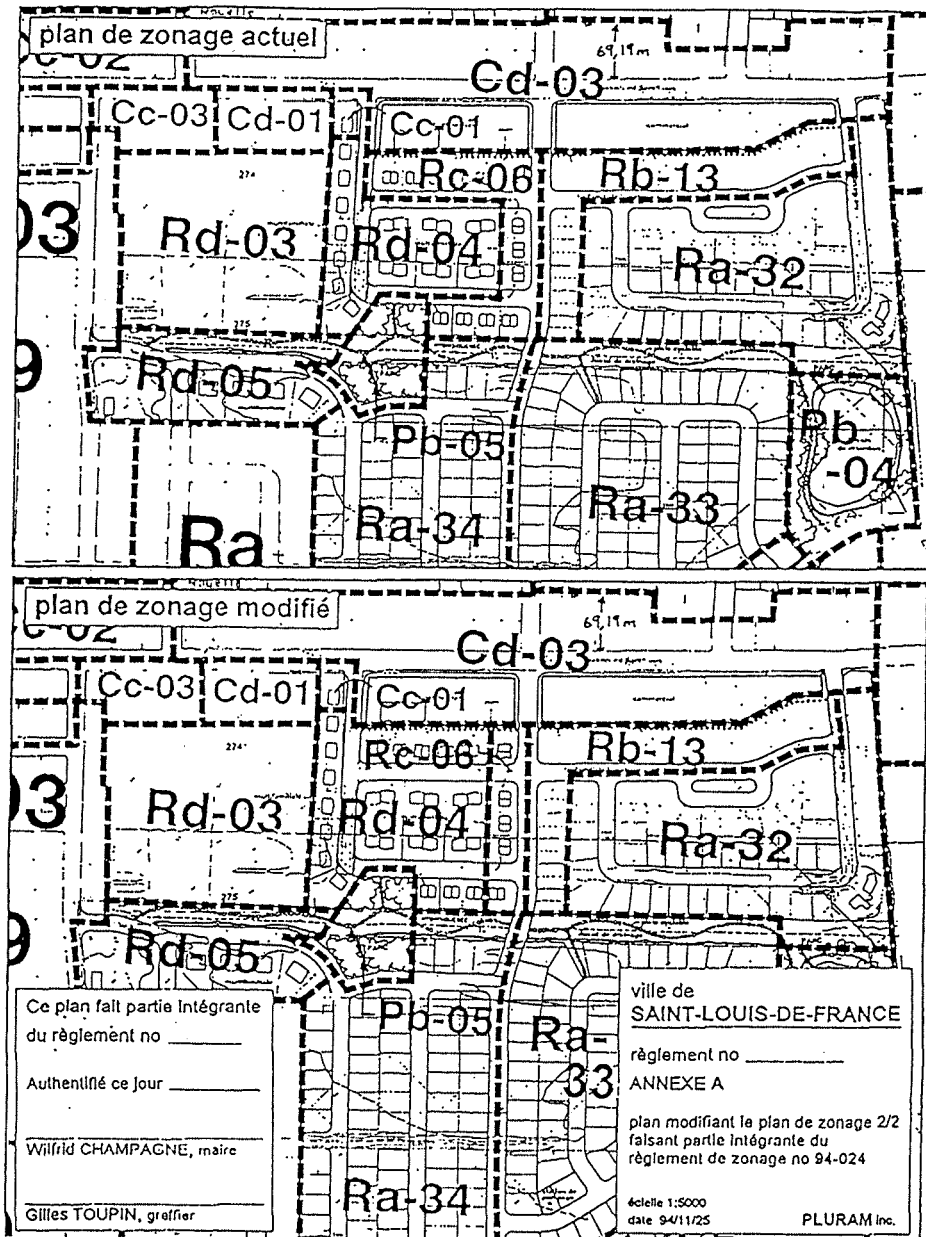 plan de zonage actuel
69,19m
Cd-03
Cc-03
Cd-01
Cc-01
Rc-06
Rb-13
274
03
Rd-03
Rd-04
Ra-32
275
9
Rd-05
Pb-05
Pb
-04
Ra-34
Ra-33
Ra
plan de zonage modifié
69,19m
Cd-03
Cc-03
Cd-01
Cc-01
Rc-06
Rb-13
274
03
Rd-03
Rd-04
Ra-32
275
9
Rd-05
Pb-05
Ra-
33
Ra-34
Ce plan fait partie intégrante
du règlement no
Authentifié ce jour
Wilfrid CHAMPAGNE, maire
Gilles TOUPIN, greffier
ville de
SAINT-LOUIS-DE-FRANCE
règlement no
ANNEXE A
plan modifiant le plan de zonage 2/2
faisant partie intégrante du
règlement de zonage no 94-024
échelle 1:5000
date 94/11/25
PLURAM inc.